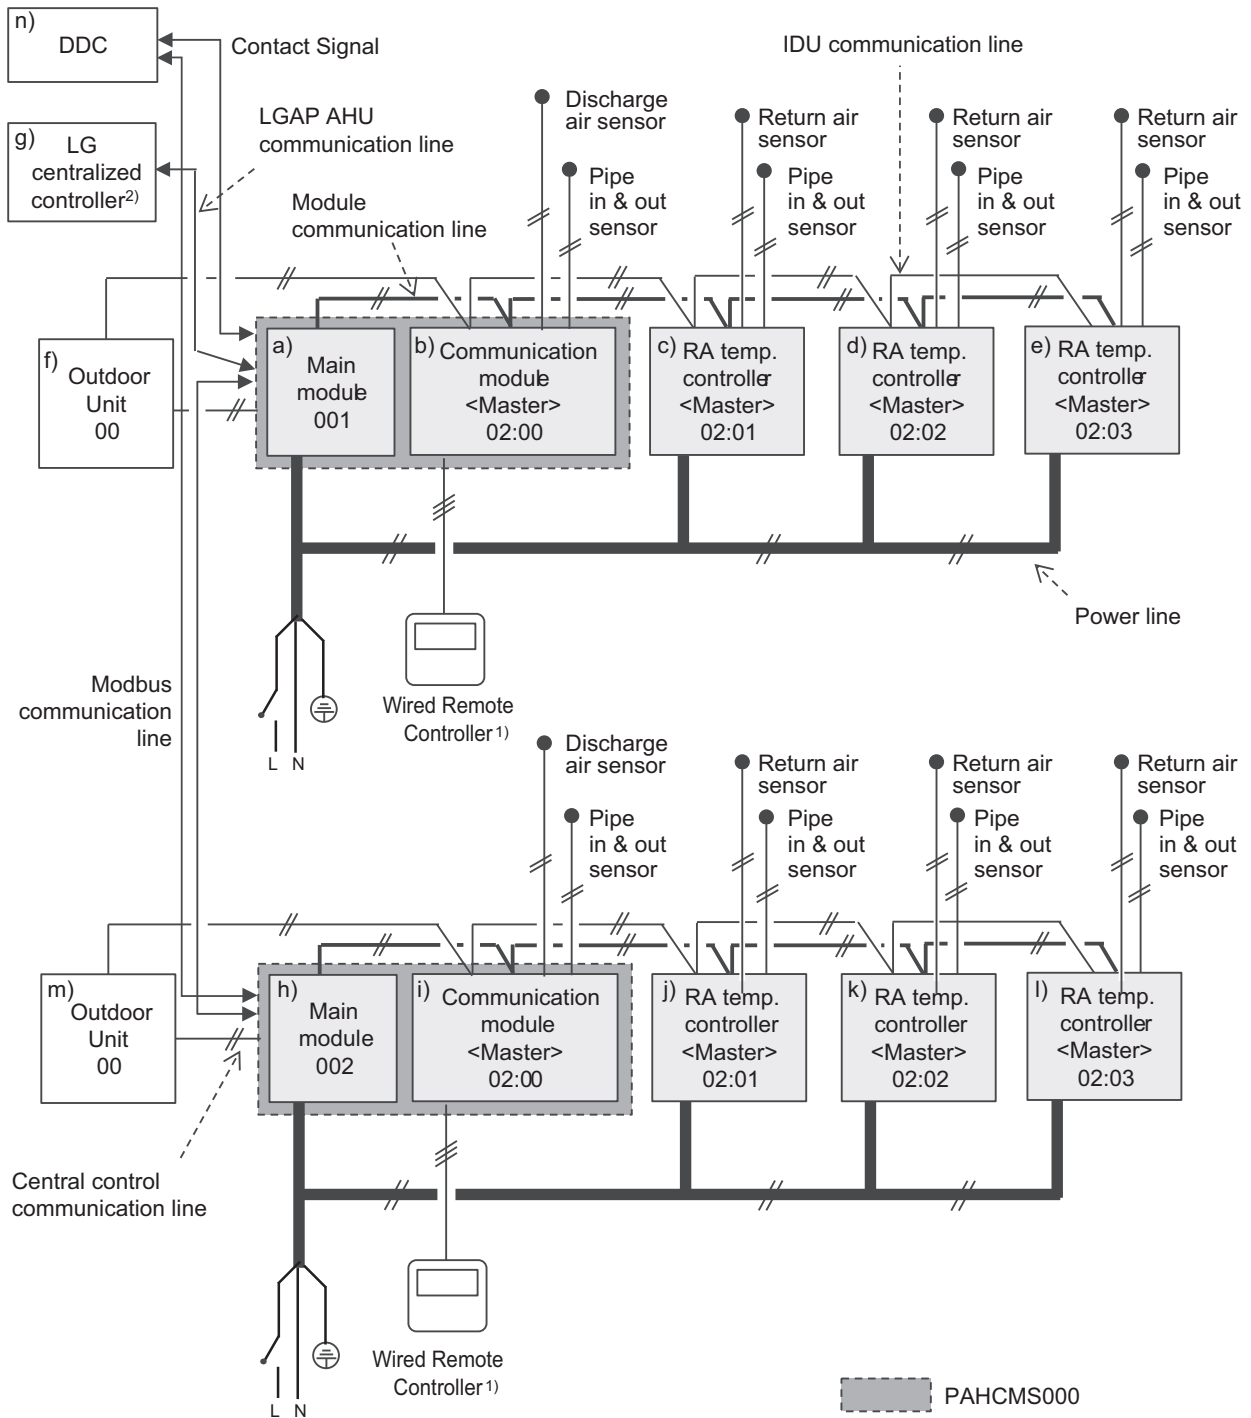 n)
DDC
Contact Signal
IDU communication line
g)
LG
centralized
controller2)
LGAP AHU
communication line
Module
communication line
Discharge
air sensor
Pipe
in & out
sensor
Return air
sensor
Pipe
in & out
sensor
Return air
sensor
Pipe
in & out
sensor
Return air
sensor
Pipe
in & out
sensor
f)
Outdoor
Unit
00
a)
Main
module
001
b)
Communication
module
<Master>
02:00
c)
RA temp.
controller
<Master>
02:01
d)
RA temp.
controller
<Master>
02:02
e)
RA temp.
controller
<Master>
02:03
Power line
Modbus
communication
line
L N
Wired Remote
Controller1)
Discharge
air sensor
Pipe
in & out
sensor
Return air
sensor
Pipe
in & out
sensor
Return air
sensor
Pipe
in & out
sensor
Return air
sensor
Pipe
in & out
sensor
m)
Outdoor
Unit
00
h)
Main
module
002
i)
Communication
module
<Master>
02:00
j)
RA temp.
controller
<Master>
02:01
k)
RA temp.
controller
<Master>
02:02
l)
RA temp.
controller
<Master>
02:03
Central control
communication line
L N
Wired Remote
Controller1)
PAHCMS000